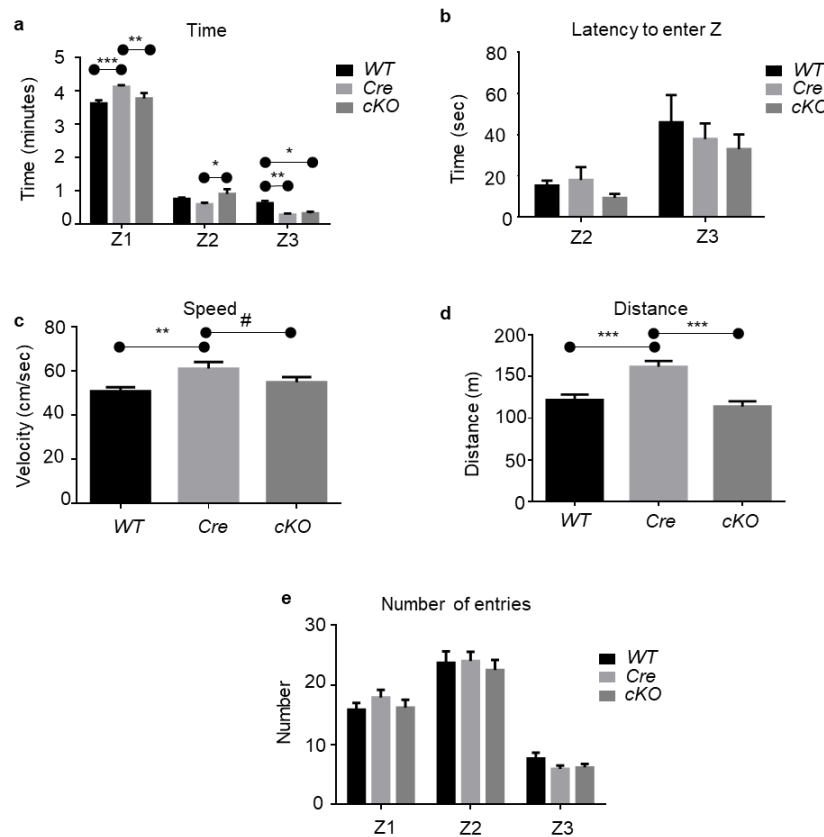 a
Time
Time (minutes)
5
4
3
2
1
0
***
**
*
**
*
Z1
Z2
Z3
WT
Cre
cKO
b
Latency to enter Z
Time (sec)
80
60
40
20
0
Z2
Z3
WT
Cre
cKO
c
Speed
Velocity (cm/sec)
80
60
40
20
0
**
#
WT
Cre
cKO
d
Distance
Distance (m)
200
150
100
50
0
***
***
WT
Cre
cKO
e
Number of entries
Number
30
20
10
0
Z1
Z2
Z3
WT
Cre
cKO